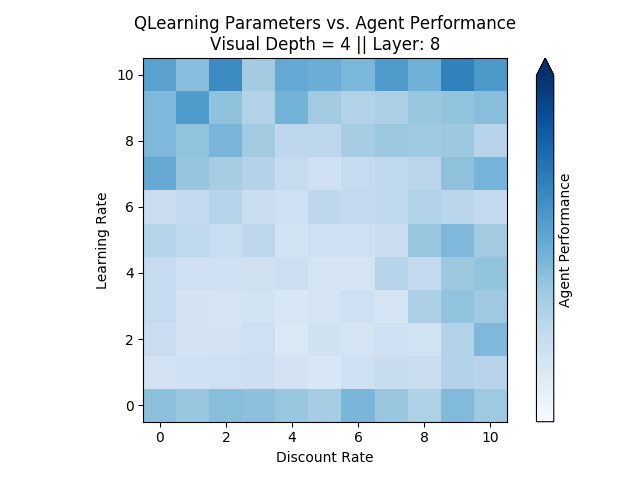 QLearning Parameters vs. Agent Performance
Visual Depth = 4 || Layer: 8
10
8
6
4
2
0
Learning Rate
0 2 4 6 8 10
Discount Rate
Agent Performance